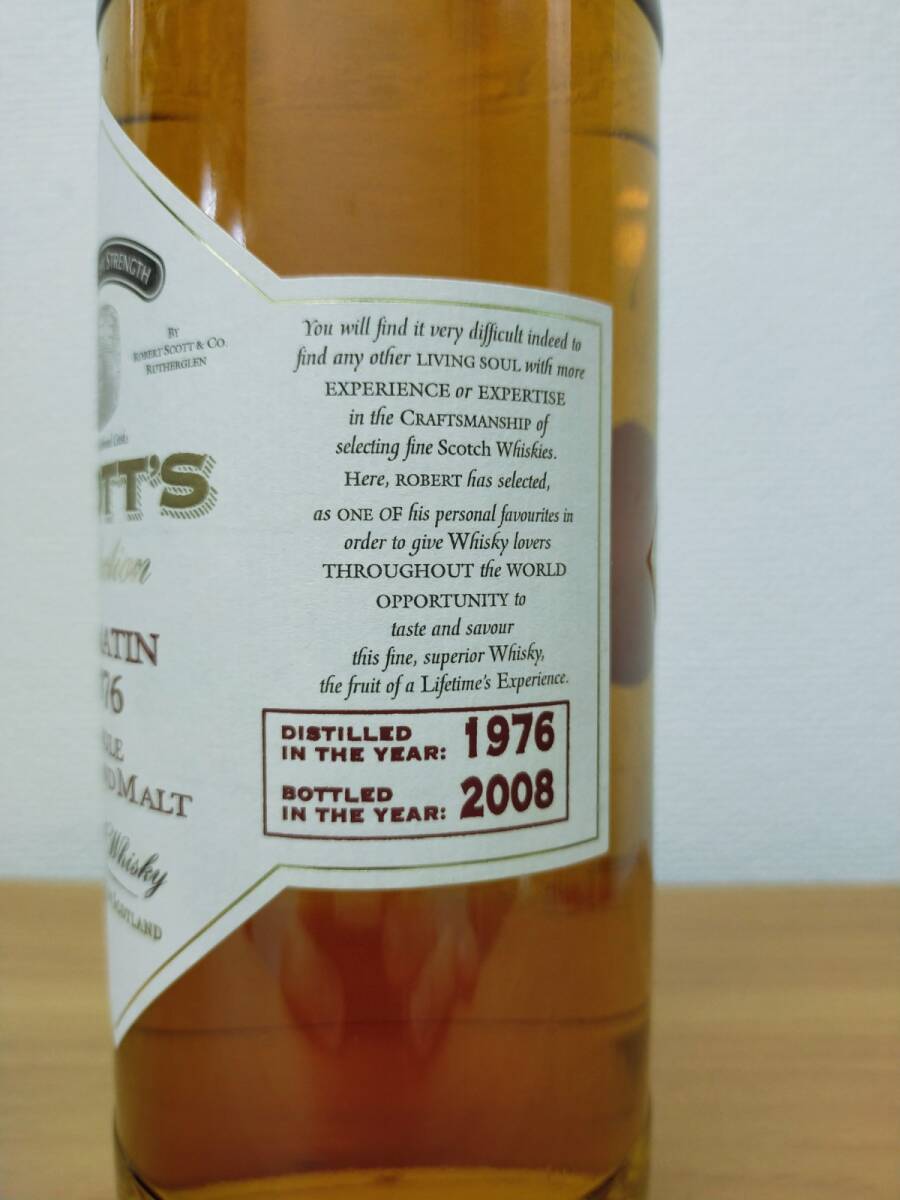 STRENGTH
BY
ROBERT SCOTT & CO.
RUTHERGLEN
TT'S
ATIN
76
MALT
Whisky
SCOTLAND
You will find it very difficult indeed to
find any other LIVING SOUL with more
EXPERIENCE or EXPERTISE
in the CRAFTSMANSHIP of
selecting fine Scotch Whiskies.
Here, ROBERT has selected,
as ONE OF his personal favourites in
order to give Whisky lovers
THROUGHOUT the WORLD
OPPORTUNITY to
taste and savour
this fine, superior Whisky,
the fruit of a Lifetime's Experience.
DISTILLED
IN THE YEAR: 1976
BOTTLED
IN THE YEAR: 2008